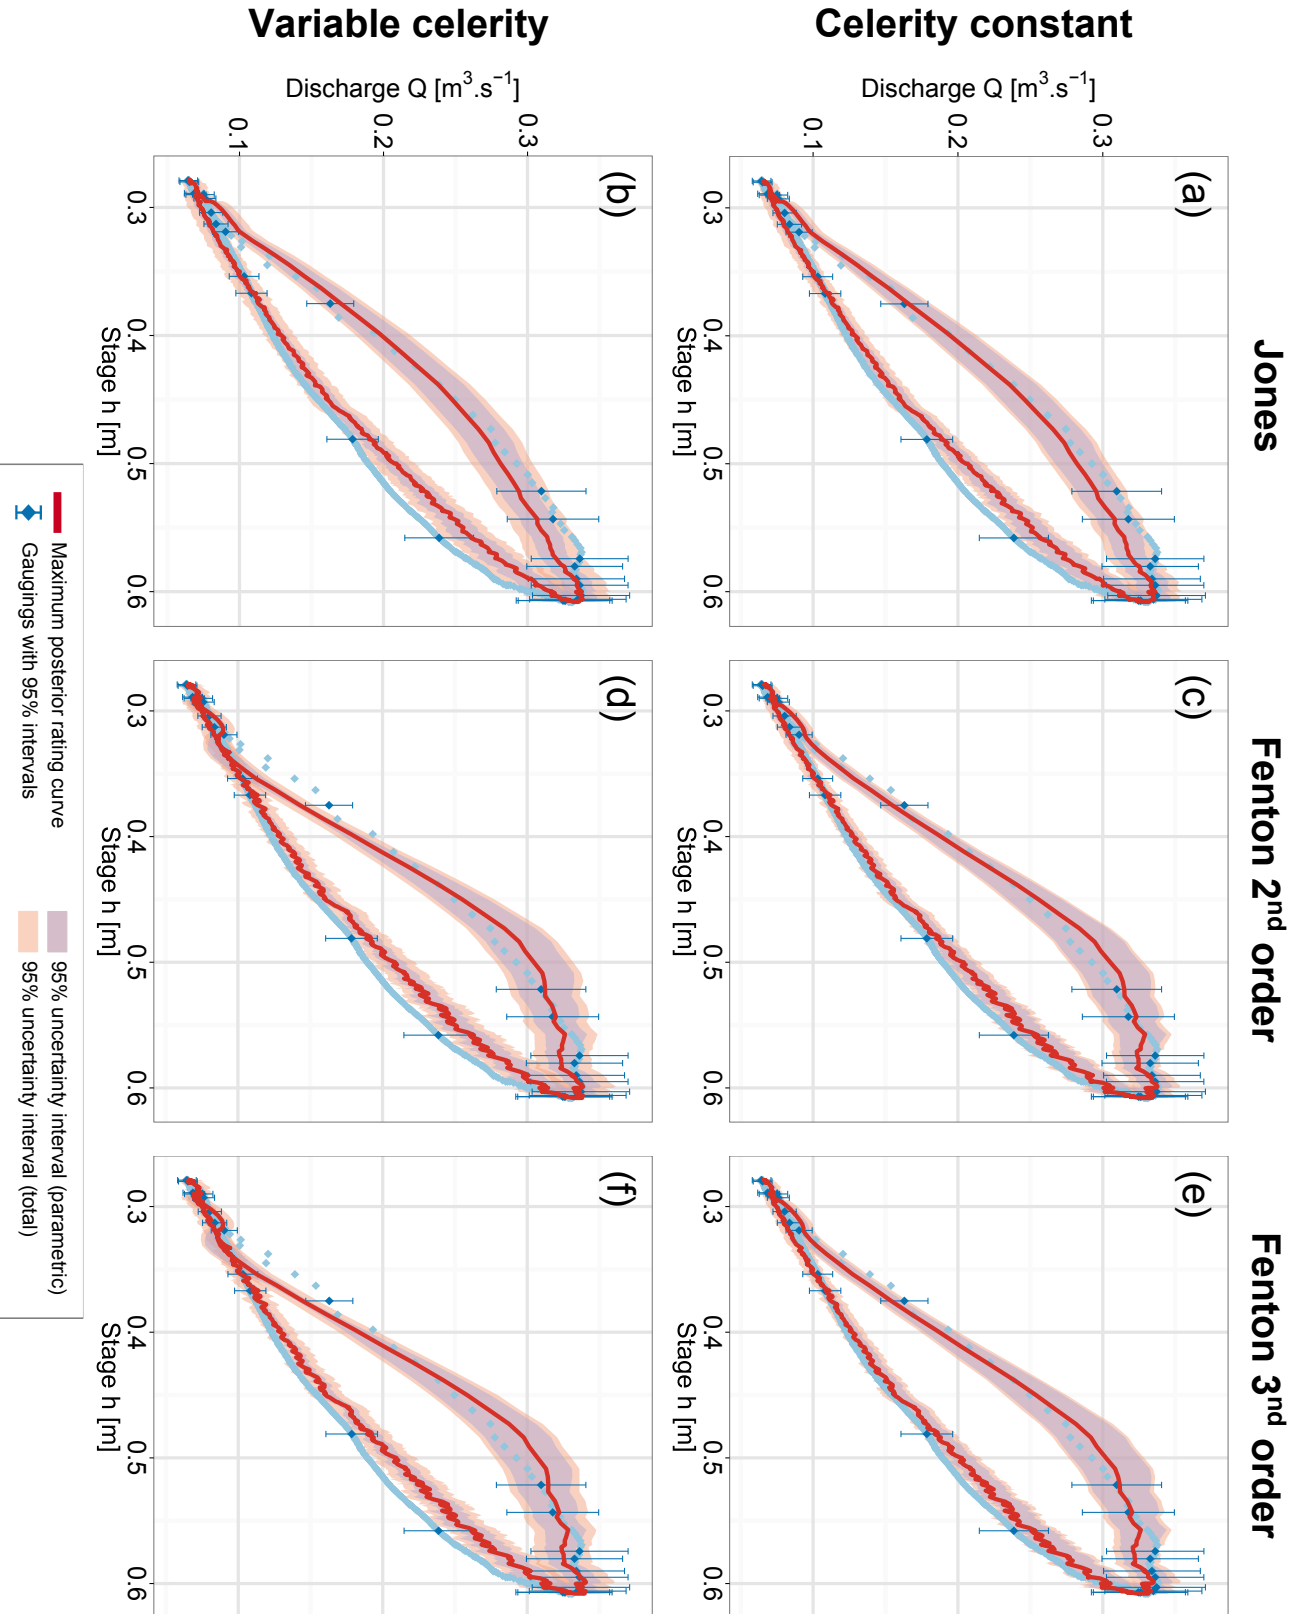 Jones
Fenton 2nd order
Fenton 3nd order
Celerity constant
Discharge Q [m3.s−1]
0.3
0.2
0.1
(a)
0.3 0.4 0.5 0.6
Stage h [m]
(c)
0.3 0.4 0.5 0.6
Stage h [m]
(e)
0.3 0.4 0.5 0.6
Stage h [m]
Variable celerity
Discharge Q [m3.s−1]
0.3
0.2
0.1
(b)
0.3 0.4 0.5 0.6
Stage h [m]
(d)
0.3 0.4 0.5 0.6
Stage h [m]
(f)
0.3 0.4 0.5 0.6
Stage h [m]
Maximum posterior rating curve
Gaugings with 95% intervals
95% uncertainty interval (parametric)
95% uncertainty interval (total)